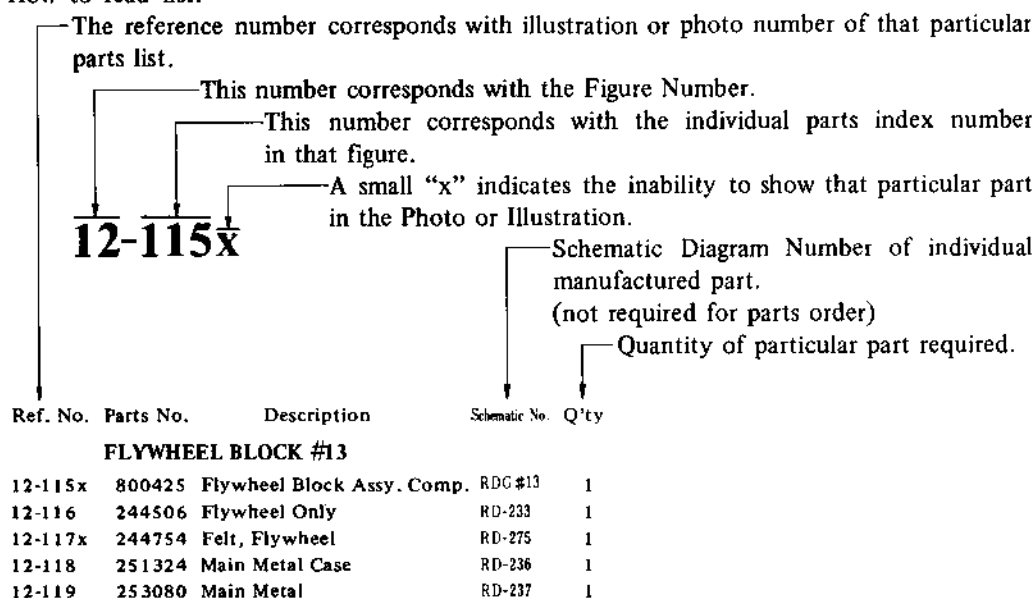 The reference number corresponds with illustration or photo number of that particular
parts list.
This number corresponds with the Figure Number.
This number corresponds with the individual parts index number
in that figure.
A small “x” indicates the inability to show that particular part
in the Photo or Illustration.
12-115x
Schematic Diagram Number of individual
manufactured part.
(not required for parts order)
Quantity of particular part required.
Ref. No. Parts No. Description Schematic No. Q'ty
FLYWHEEL BLOCK #13
12-115x 800425 Flywheel Block Assy. Comp. RDG #13 1
12-116 244506 Flywheel Only RD-233 1
12-117x 244754 Felt, Flywheel RD-275 1
12-118 251324 Main Metal Case RD-236 1
12-119 253080 Main Metal RD-237 1